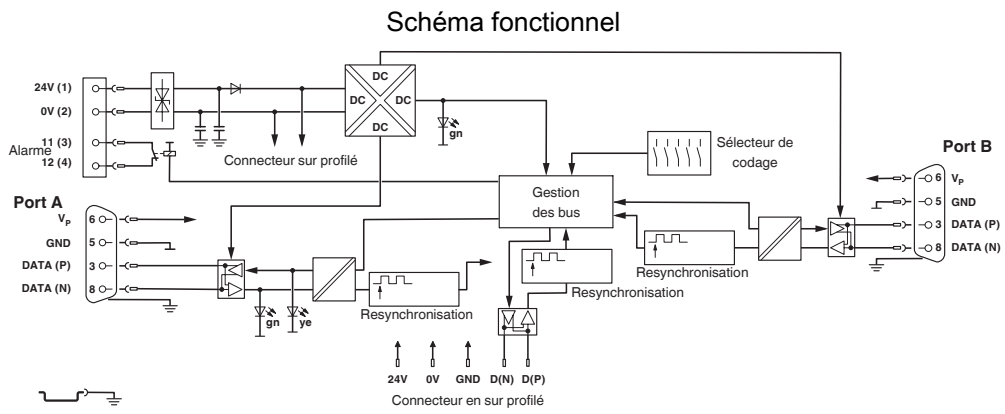 Schéma fonctionnel
24V (1)
0V (2)
11 (3)
Alarme
12 (4)
DC
DC
DC
DC
gn
Connecteur sur profilé
Sélecteur de
codage
Port A
Port B
Gestion
des bus
VP
6
GND
5
DATA (P)
3
DATA (N)
8
6
VP
5
GND
3
DATA (P)
8
DATA (N)
Resynchronisation
Resynchronisation
Resynchronisation
gn
ye
24V
0V
GND
D(N)
D(P)
Connecteur en sur profilé